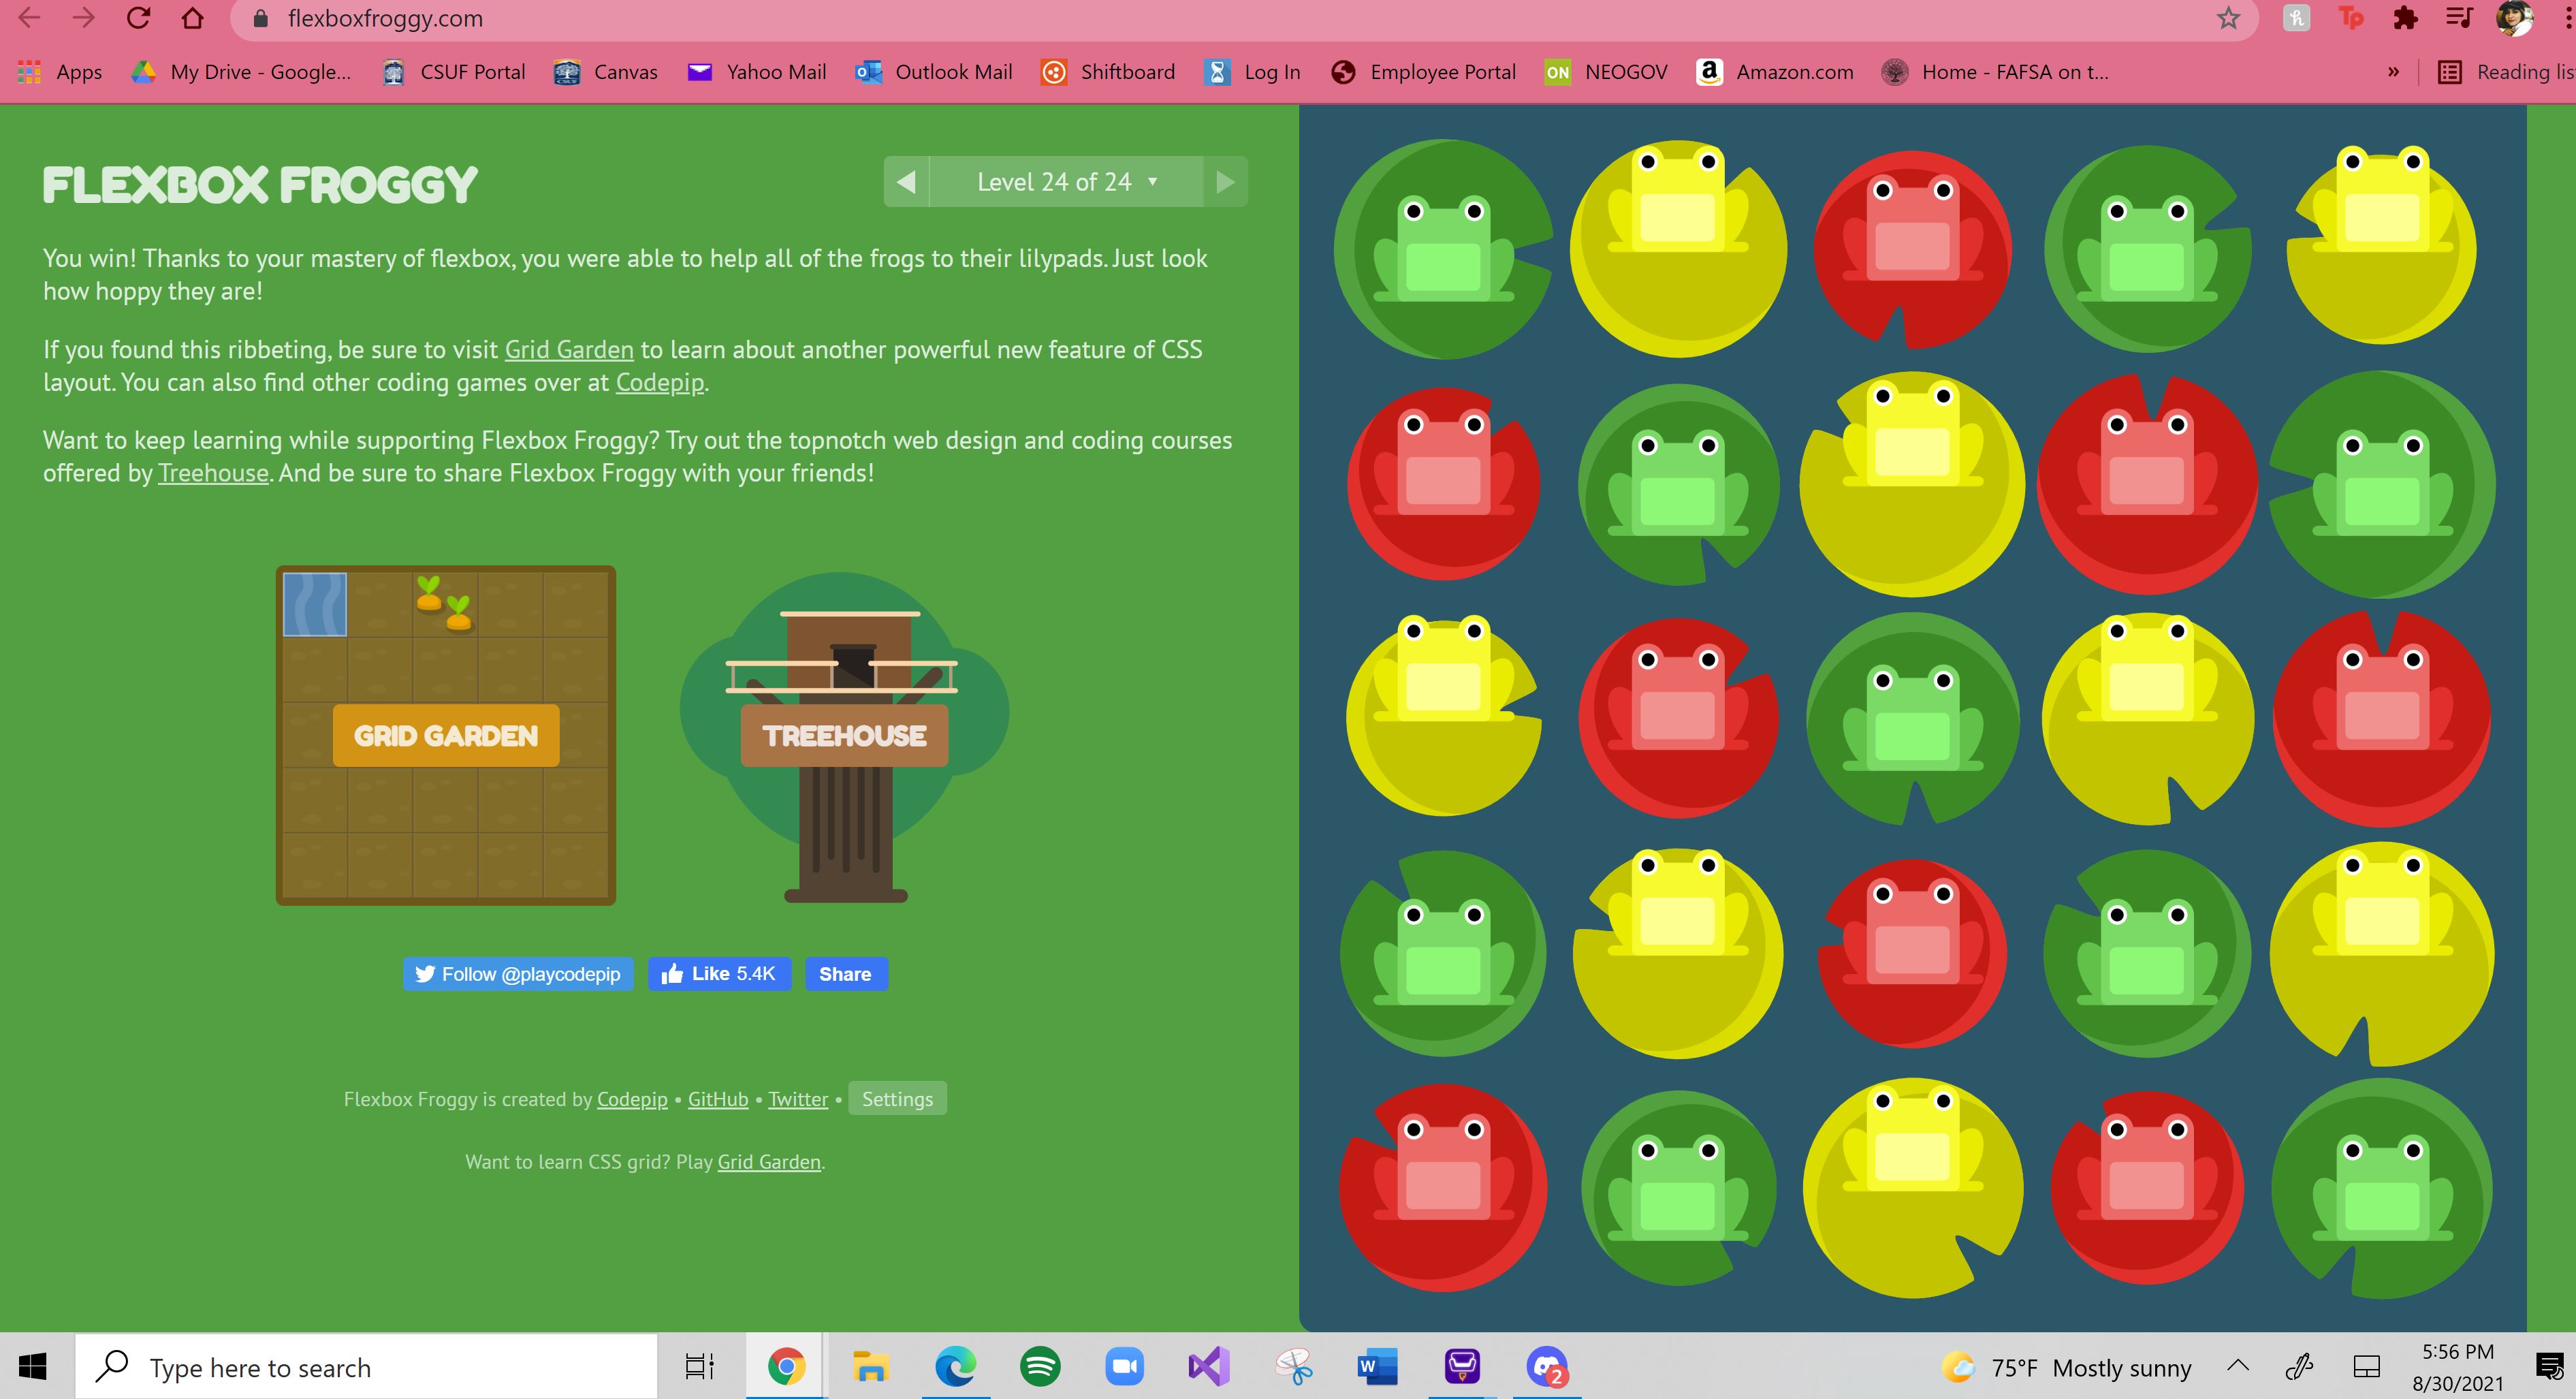 flexboxfroggy.com
Apps My Drive - Google... CSUF Portal Canvas Yahoo Mail Outlook Mail Shiftboard Log In Employee Portal ON NEOGOV Amazon.com Home - FAFSA on t... » Reading lis
FLEXBOX FROGGY
Level 24 of 24
You win! Thanks to your mastery of flexbox, you were able to help all of the frogs to their lilypads. Just look
how hoppy they are!
If you found this ribbeting, be sure to visit Grid Garden to learn about another powerful new feature of CSS
layout. You can also find other coding games over at Codepip.
Want to keep learning while supporting Flexbox Froggy? Try out the topnotch web design and coding courses
offered by Treehouse. And be sure to share Flexbox Froggy with your friends!
GRID GARDEN
TREEHOUSE
Follow @playcodepip Like 5.4K Share
Flexbox Froggy is created by Codepip • GitHub • Twitter • Settings
Want to learn CSS grid? Play Grid Garden.
Type here to search
2
75°F Mostly sunny
5:56 PM
8/30/2021